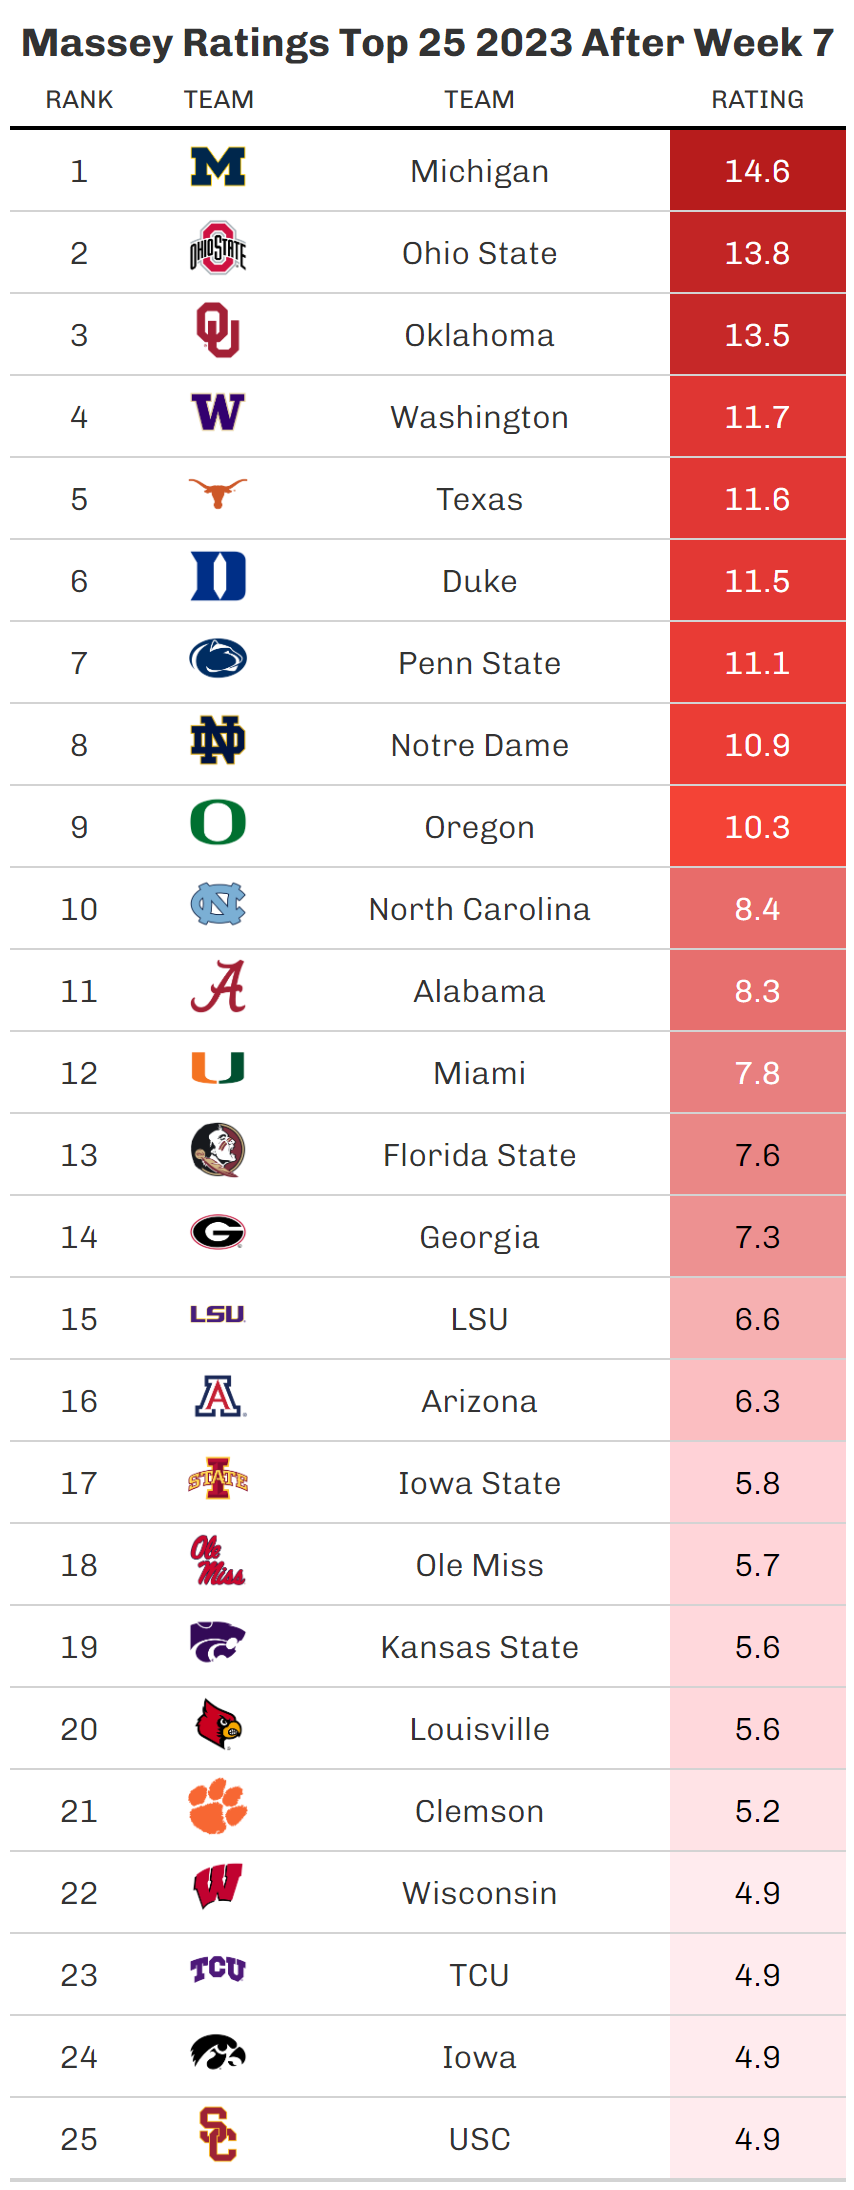 Massey Ratings Top 25 2023 After Week 7
RANK TEAM TEAM RATING
1 M Michigan 14.6
2 OHIO STATE Ohio State 13.8
3 OU Oklahoma 13.5
4 W Washington 11.7
5 Texas 11.6
6 D Duke 11.5
7 Penn State 11.1
8 ND Notre Dame 10.9
9 O Oregon 10.3
10 NC North Carolina 8.4
11 A Alabama 8.3
12 U Miami 7.8
13 Florida State 7.6
14 G Georgia 7.3
15 LSU LSU 6.6
16 A Arizona 6.3
17 I STATE Iowa State 5.8
18 Ole Miss Ole Miss 5.7
19 Kansas State 5.6
20 Louisville 5.6
21 Clemson 5.2
22 W Wisconsin 4.9
23 TCU TCU 4.9
24 Iowa 4.9
25 SC USC 4.9